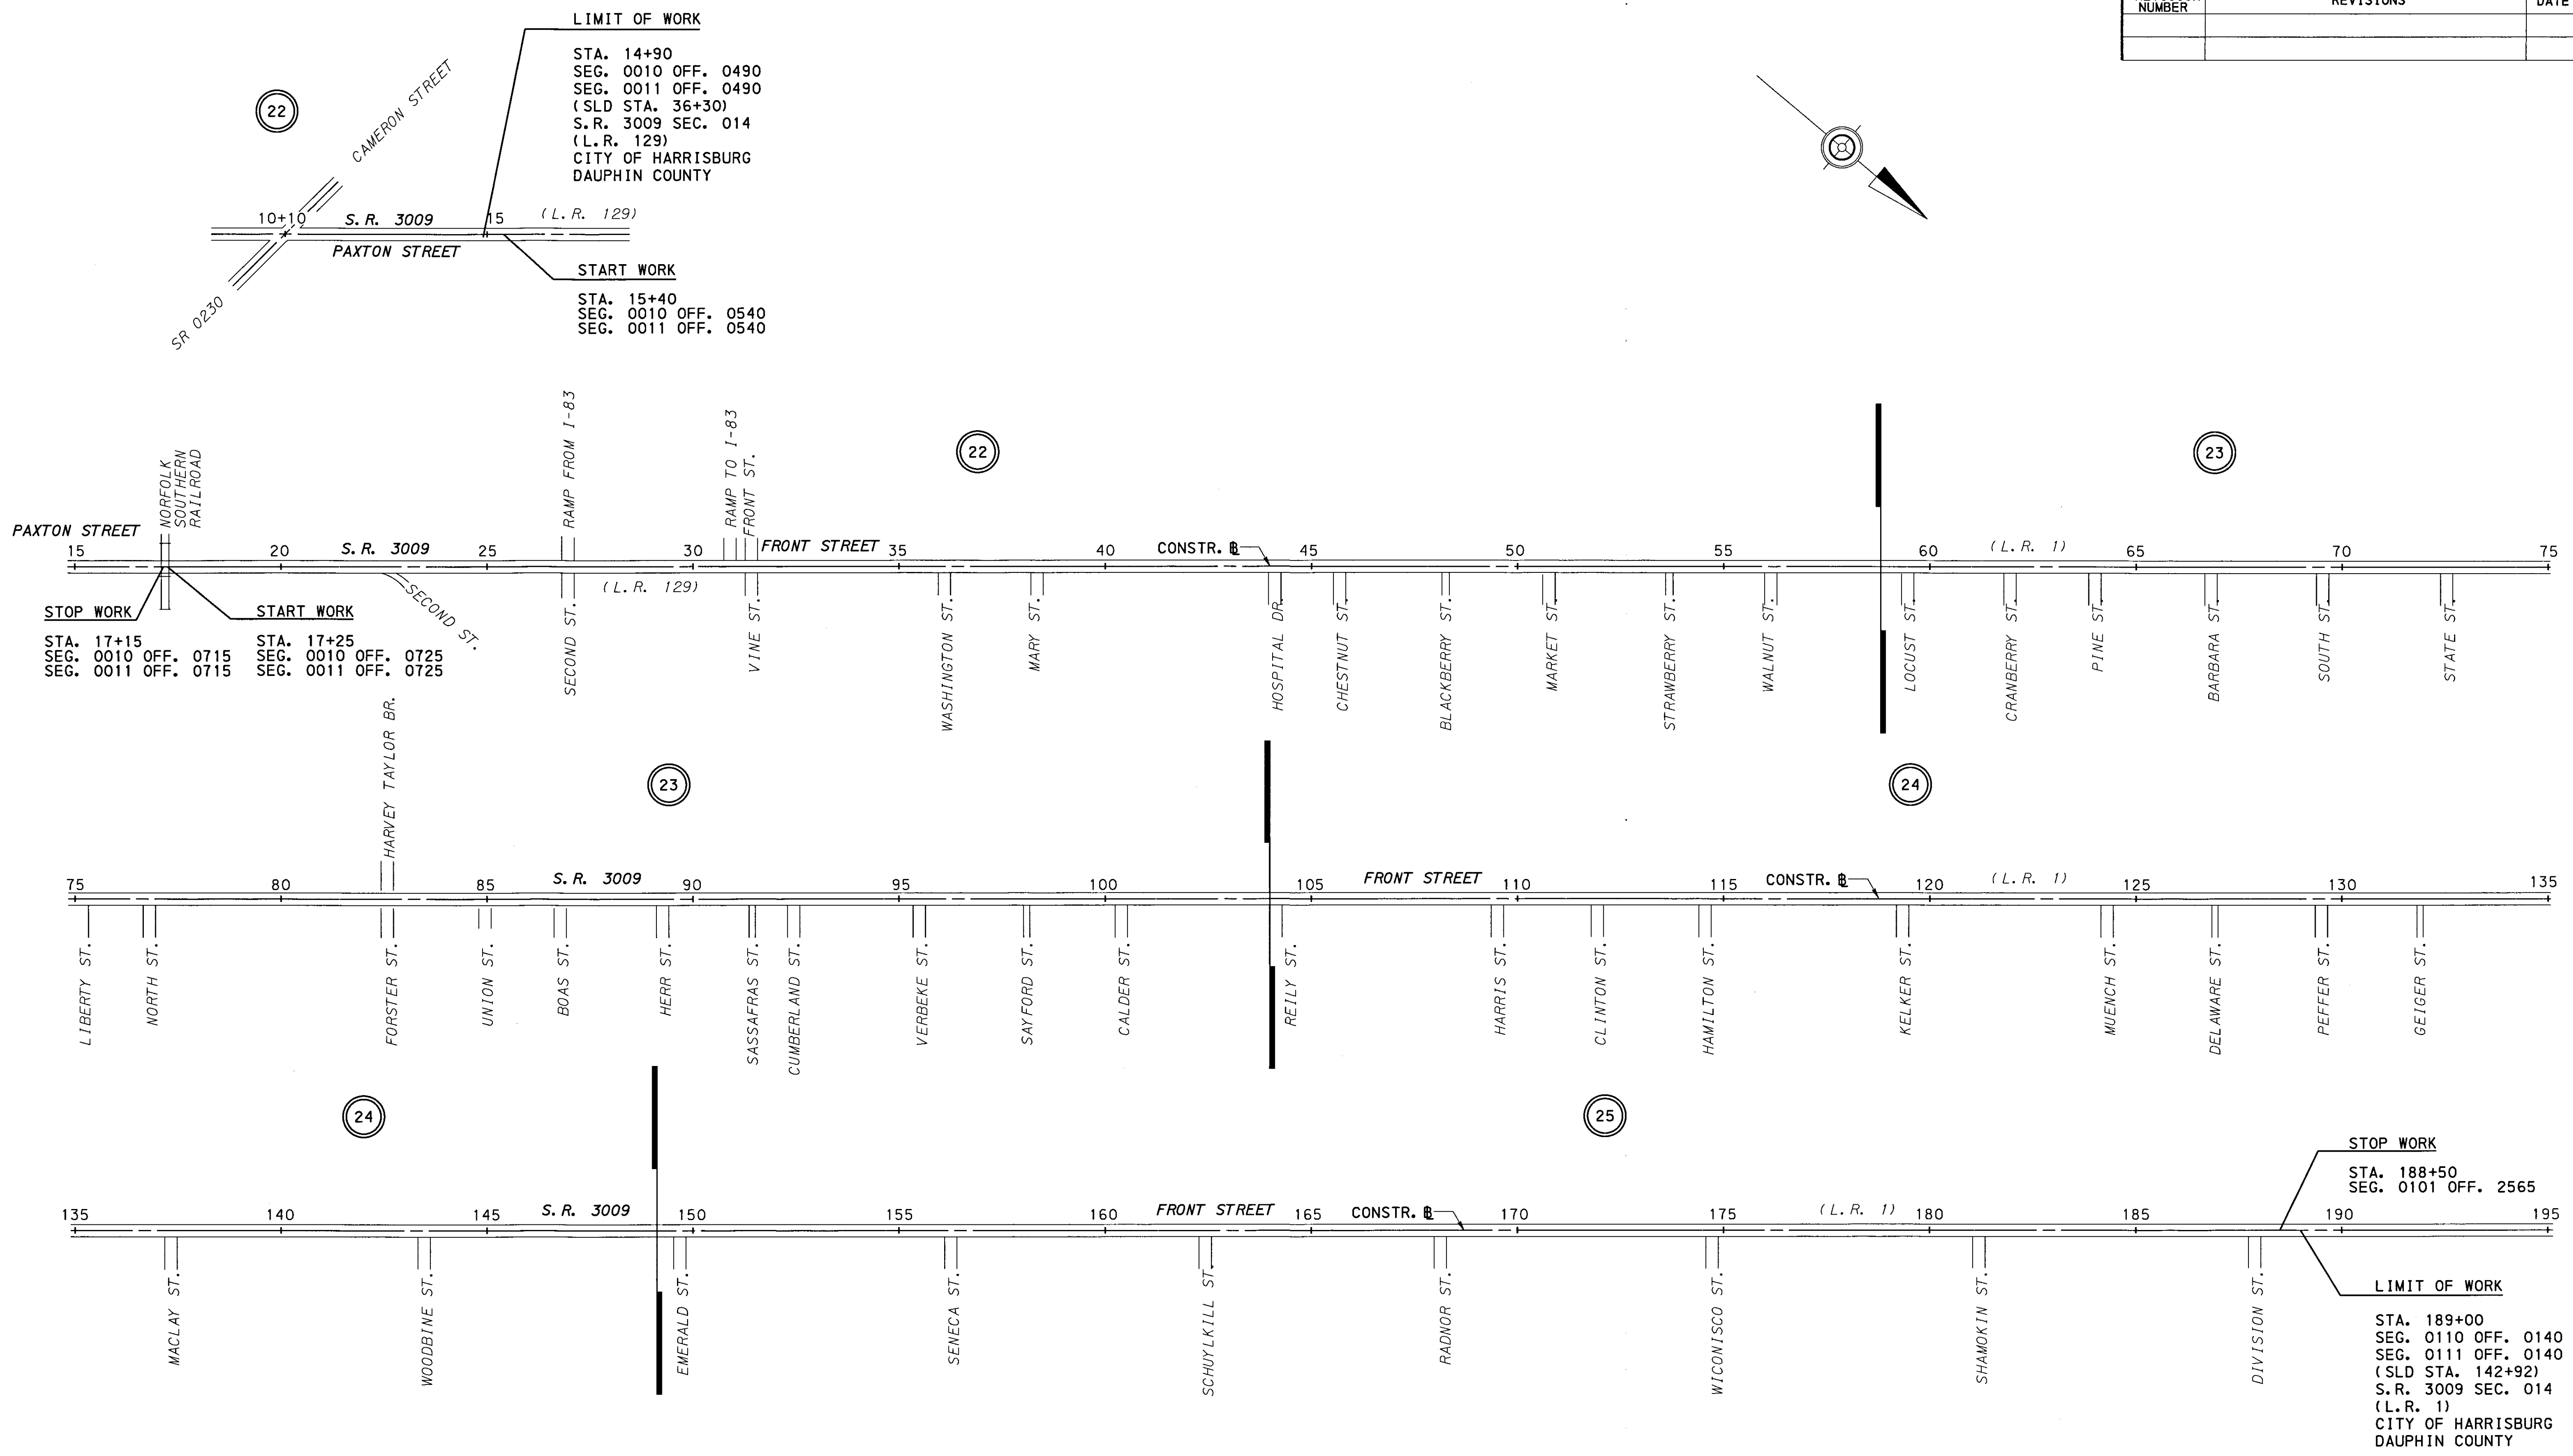 NUMBER
REVISIONS
DATE
LIMIT OF WORK
STA. 14+90
SEG. 0010 OFF. 0490
SEG. 0011 OFF. 0490
(SLD STA. 36+30)
S.R. 3009 SEC. 014
(L.R. 129)
CITY OF HARRISBURG
DAUPHIN COUNTY
22
CAMERON STREET
10+10
S.R. 3009
15
(L.R. 129)
PAXTON STREET
SR 0230
START WORK
STA. 15+40
SEG. 0010 OFF. 0540
SEG. 0011 OFF. 0540
22
23
NORFOLK
SOUTHERN
RAILROAD
RAMP FROM I-83
RAMP TO I-83
FRONT ST.
PAXTON STREET
15
20
S.R. 3009
25
30
FRONT STREET
35
40
CONSTR. BL
45
50
55
60
(L.R. 1)
65
70
75
(L.R. 129)
SECOND ST.
STOP WORK
STA. 17+15
SEG. 0010 OFF. 0715
SEG. 0011 OFF. 0715
START WORK
STA. 17+25
SEG. 0010 OFF. 0725
SEG. 0011 OFF. 0725
SECOND ST.
VINE ST.
WASHINGTON ST.
MARY ST.
HOSPITAL DR.
CHESTNUT ST.
BLACKBERRY ST.
MARKET ST.
STRAWBERRY ST.
WALNUT ST.
LOCUST ST.
CRANBERRY ST.
PINE ST.
BARBARA ST.
SOUTH ST.
STATE ST.
HARVEY TAYLOR BR.
23
24
75
80
85
S.R. 3009
90
95
100
105
FRONT STREET
110
115
CONSTR. BL
120
(L.R. 1)
125
130
135
LIBERTY ST.
NORTH ST.
FORSTER ST.
UNION ST.
BOAS ST.
HERR ST.
SASSAFRAS ST.
CUMBERLAND ST.
VERBEKE ST.
SAYFORD ST.
CALDER ST.
REILY ST.
HARRIS ST.
CLINTON ST.
HAMILTON ST.
KELKER ST.
MUENCH ST.
DELAWARE ST.
PEFFER ST.
GEIGER ST.
24
25
STOP WORK
STA. 188+50
SEG. 0101 OFF. 2565
135
140
145
S.R. 3009
150
155
160
FRONT STREET
165
CONSTR. BL
170
175
(L.R. 1)
180
185
190
195
MACLAY ST.
WOODBINE ST.
EMERALD ST.
SENECA ST.
SCHUYLKILL ST.
RADNOR ST.
WICONISCO ST.
SHAMOKIN ST.
DIVISION ST.
LIMIT OF WORK
STA. 189+00
SEG. 0110 OFF. 0140
SEG. 0111 OFF. 0140
(SLD STA. 142+92)
S.R. 3009 SEC. 014
(L.R. 1)
CITY OF HARRISBURG
DAUPHIN COUNTY